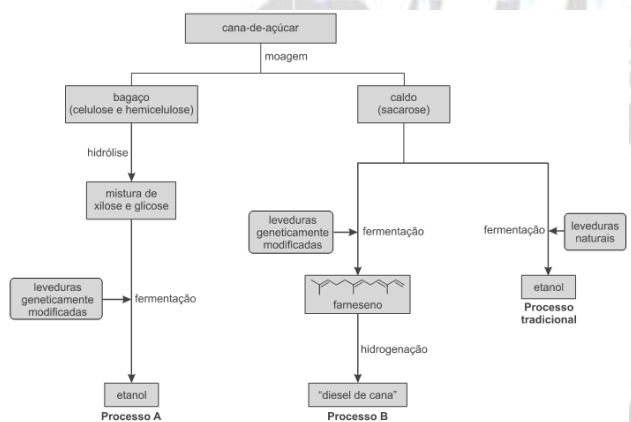 cana-de-açúcar
moagem
bagaço
(celulose e hemicelulose)
caldo
(sacarose)
hidrólise
mistura de
xilose e glicose
leveduras
geneticamente
modificadas
fermentação
fermentação
leveduras
naturais
farneseno
etanol
Processo
tradicional
leveduras
geneticamente
modificadas
fermentação
hidrogenação
etanol
Processo A
"diesel de cana"
Processo B